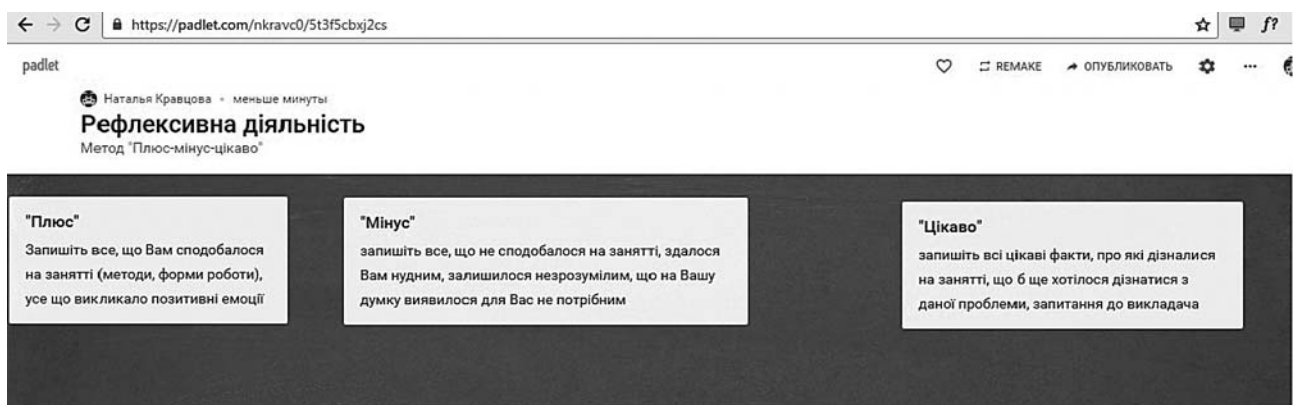 https://padlet.com/nkravc0/5t3f5cbxj2cs
f?
padlet
REMAKE
ОПУБЛИКОВАТЬ
Наталья Кравцова • меньше минуты
Рефлексивна діяльність
Метод "Плюс-мінус-цікаво"
"Плюс"
Запишіть все, що Вам сподобалося
на занятті (методи, форми роботи),
усе що викликало позитивні емоції
"Мінус"
запишіть все, що не сподобалося на занятті, здалося
Вам нудним, залишилося незрозумілим, що на Вашу
думку виявилося для Вас не потрібним
"Цікаво"
запишіть всі цікаві факти, про які дізналися
на занятті, що б ще хотілося дізнатися з
даної проблеми, запитання до викладача